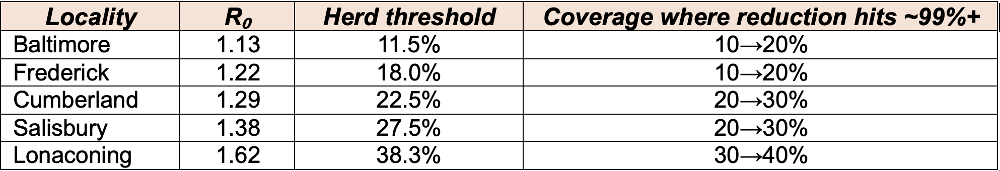 Locality R₀ Herd threshold Coverage where reduction hits ~99%+
Baltimore 1.13 11.5% 10→20%
Frederick 1.22 18.0% 10→20%
Cumberland 1.29 22.5% 20→30%
Salisbury 1.38 27.5% 20→30%
Lonaconing 1.62 38.3% 30→40%